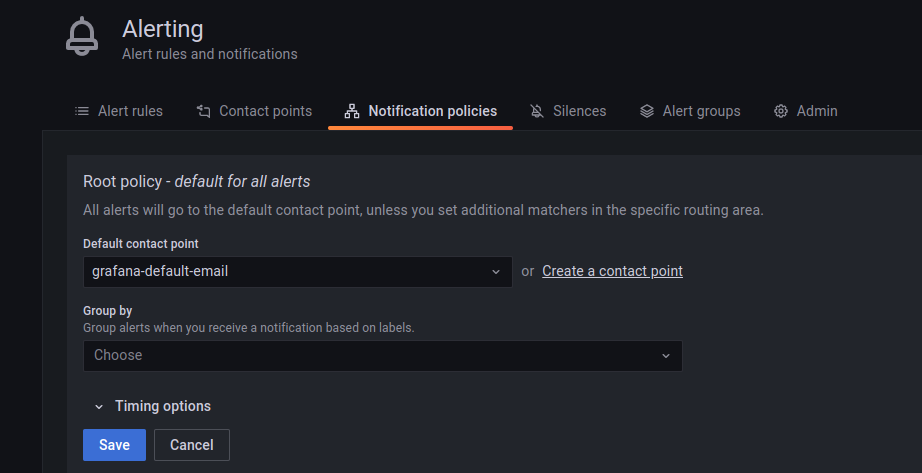 Alerting
Alert rules and notifications
Alert rules Contact points Notification policies Silences Alert groups Admin
Root policy - default for all alerts
All alerts will go to the default contact point, unless you set additional matchers in the specific routing area.
Default contact point
grafana-default-email or Create a contact point
Group by
Group alerts when you receive a notification based on labels.
Choose
Timing options
Save Cancel